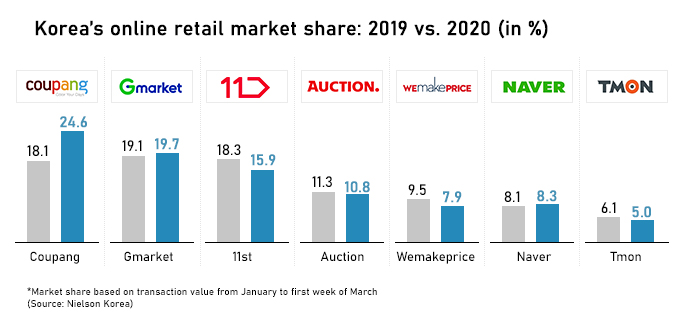 Korea's online retail market share: 2019 vs. 2020 (in %)
coupang Gmarket 11 AUCTION. WEMAKEPRICE NAVER TMON
18.1 24.6 19.1 19.7 18.3 15.9 11.3 10.8 9.5 7.9 8.1 8.3 6.1 5.0
Coupang Gmarket 11st Auction Wemakeprice Naver Tmon
*Market share based on transaction value from January to first week of March
(Source: Nielson Korea)